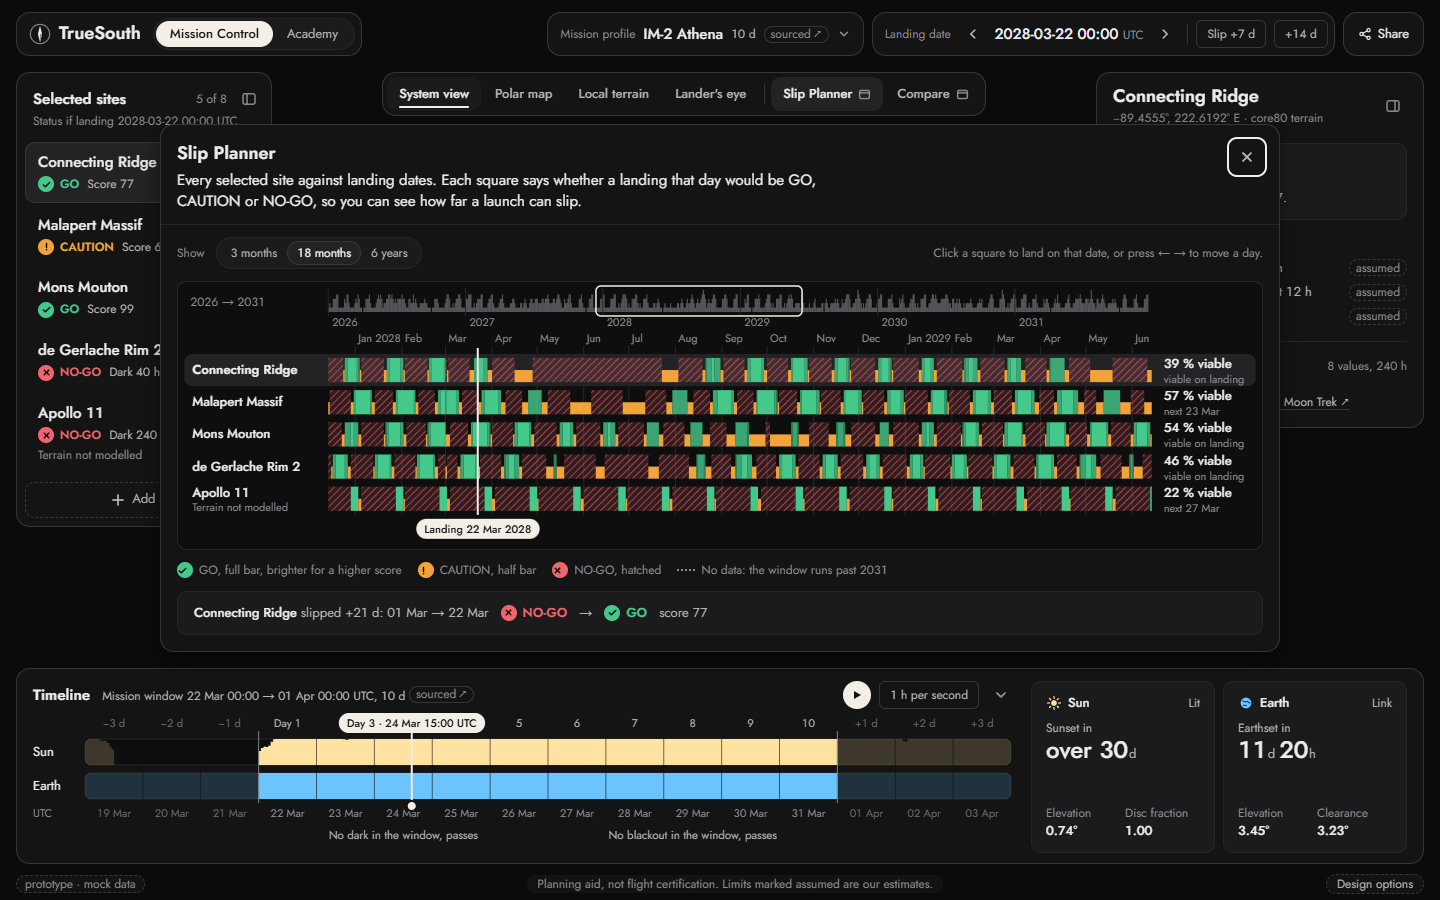 TrueSouth
Mission Control
Academy
Mission profile IM-2 Athena 10 d sourced ↗
Landing date 2028-03-22 00:00 UTC
Slip +7 d
+14 d
Share
Selected sites 5 of 8
Status if landing 2028-03-22 00:00 UTC
Connecting Ridge
GO Score 77
Malapert Massif
CAUTION Score 6
Mons Mouton
GO Score 99
de Gerlache Rim 2
NO-GO Dark 40 h
Apollo 11
NO-GO Dark 240
Terrain not modelled
+ Add
System view
Polar map
Local terrain
Lander's eye
Slip Planner
Compare
Connecting Ridge
−89.4555°, 222.6192° E · core80 terrain
7.
assumed
t 12 h assumed
assumed
8 values, 240 h
Moon Trek ↗
Slip Planner
Every selected site against landing dates. Each square says whether a landing that day would be GO,
CAUTION or NO-GO, so you can see how far a launch can slip.
Show 3 months 18 months 6 years
Click a square to land on that date, or press ← → to move a day.
2026 → 2031
2026 2027 2028 2029 2030 2031
Jan 2028 Feb Mar Apr May Jun Jul Aug Sep Oct Nov Dec Jan 2029 Feb Mar Apr May Jun
Connecting Ridge 39 % viable
viable on landing
Malapert Massif 57 % viable
next 23 Mar
Mons Mouton 54 % viable
viable on landing
de Gerlache Rim 2 46 % viable
viable on landing
Apollo 11 22 % viable
Terrain not modelled next 27 Mar
Landing 22 Mar 2028
GO, full bar, brighter for a higher score
CAUTION, half bar
NO-GO, hatched
No data: the window runs past 2031
Connecting Ridge slipped +21 d: 01 Mar → 22 Mar NO-GO → GO score 77
Timeline Mission window 22 Mar 00:00 → 01 Apr 00:00 UTC, 10 d sourced ↗
1 h per second
−3 d −2 d −1 d Day 1 Day 3 · 24 Mar 15:00 UTC 5 6 7 8 9 10 +1 d +2 d +3 d
Sun
Earth
UTC 19 Mar 20 Mar 21 Mar 22 Mar 23 Mar 24 Mar 25 Mar 26 Mar 27 Mar 28 Mar 29 Mar 30 Mar 31 Mar 01 Apr 02 Apr 03 Apr
No dark in the window, passes
No blackout in the window, passes
Sun Lit
Sunset in
over 30d
Elevation Disc fraction
0.74° 1.00
Earth Link
Earthset in
11d 20h
Elevation Clearance
3.45° 3.23°
prototype · mock data
Planning aid, not flight certification. Limits marked assumed are our estimates.
Design options